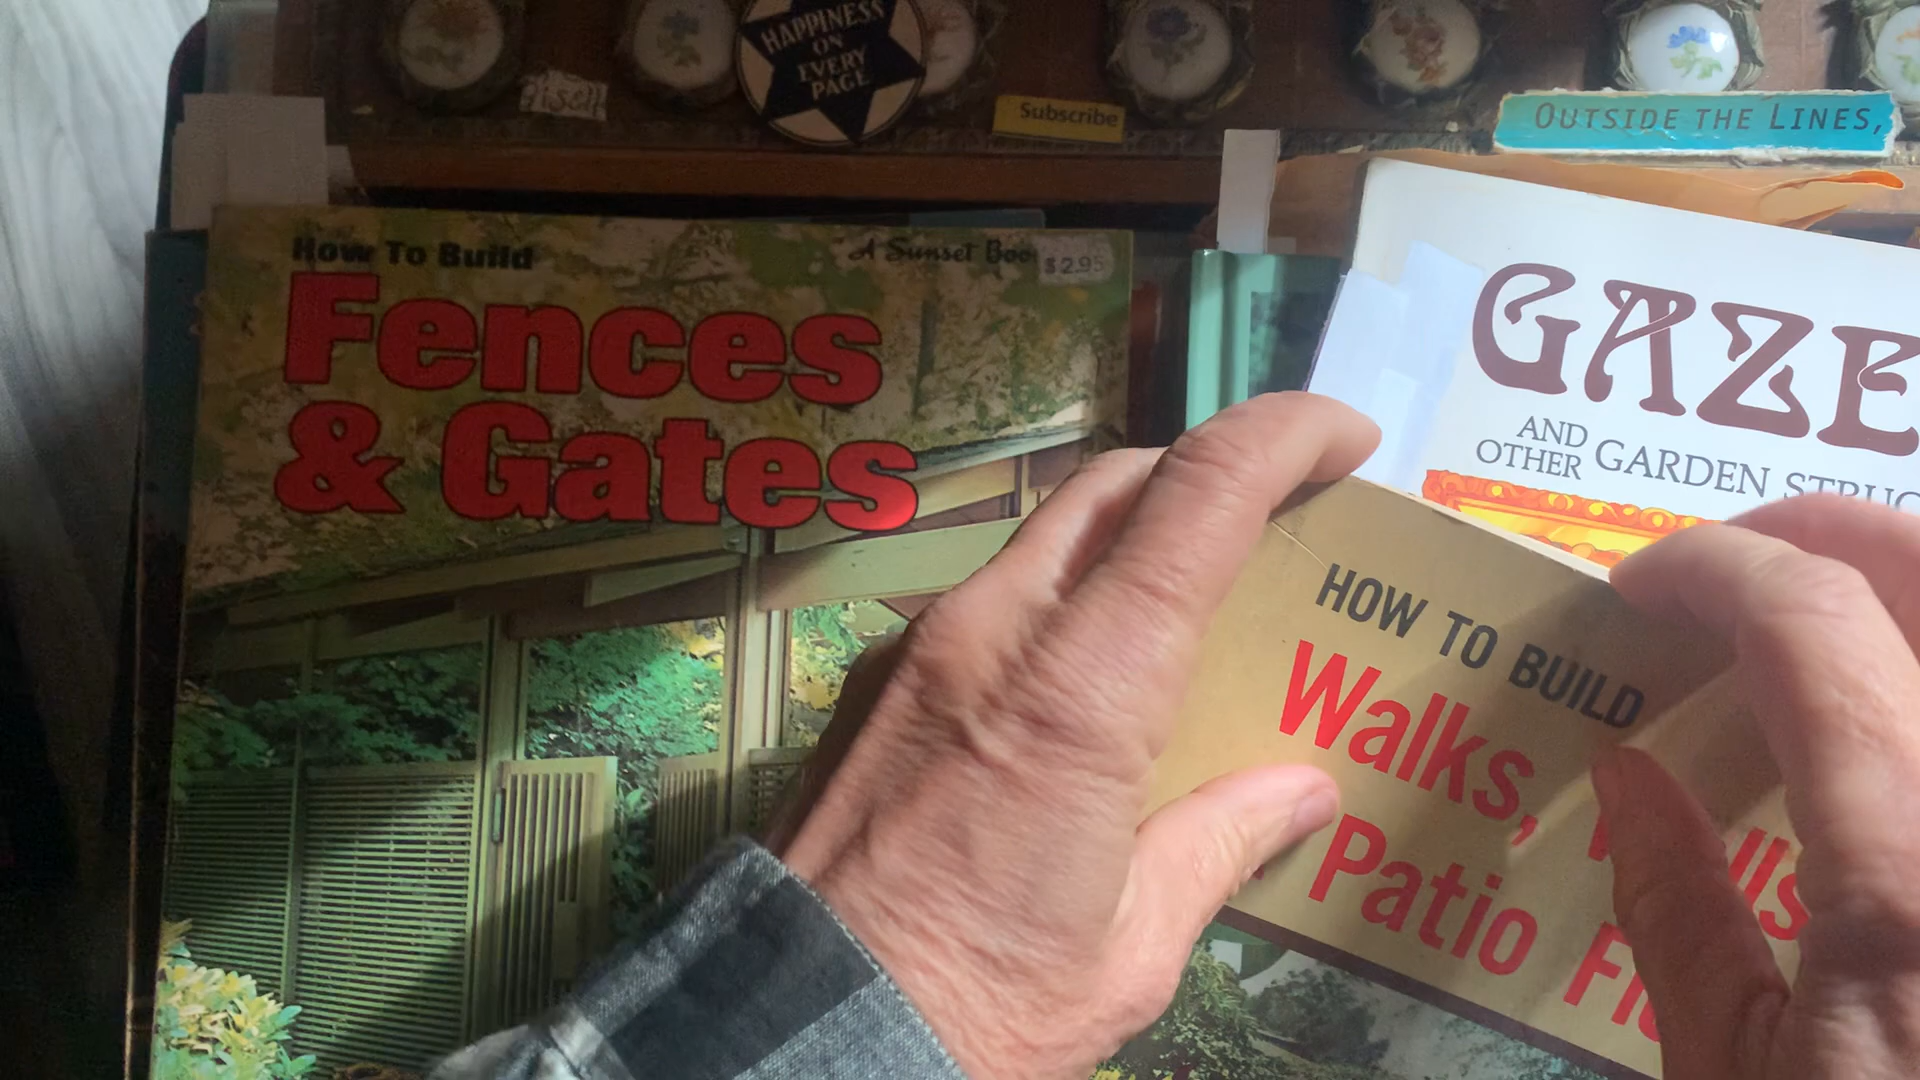 HAPPINESS
ON
EVERY
PAGE
Subscribe
OUTSIDE THE LINES,
How To Build
A Sunset Boo
$2.95
Fences
& Gates
GAZE
AND
OTHER GARDEN STRUC
HOW TO BUILD
Walks,
Patio